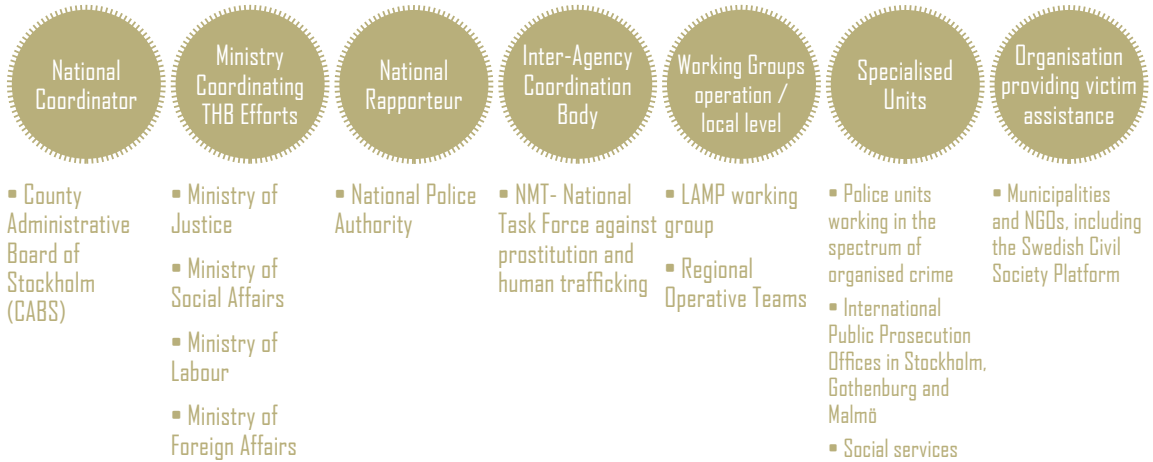 National
Coordinator
Ministry
Coordinating
THB Efforts
National
Rapporteur
Inter-Agency
Coordination
Body
Working Groups
operation /
local level
Specialised
Units
Organisation
providing victim
assistance
▪ County
Administrative
Board of
Stockholm
(CABS)
▪ Ministry of
Justice
▪ Ministry of
Social Affairs
▪ Ministry of
Labour
▪ Ministry of
Foreign Affairs
▪ National Police
Authority
▪ NMT- National
Task Force against
prostitution and
human trafficking
▪ LAMP working
group
▪ Regional
Operative Teams
▪ Police units
working in the
spectrum of
organised crime
▪ International
Public Prosecution
Offices in Stockholm,
Gothenburg and
Malmö
▪ Social services
▪ Municipalities
and NGOs, including
the Swedish Civil
Society Platform